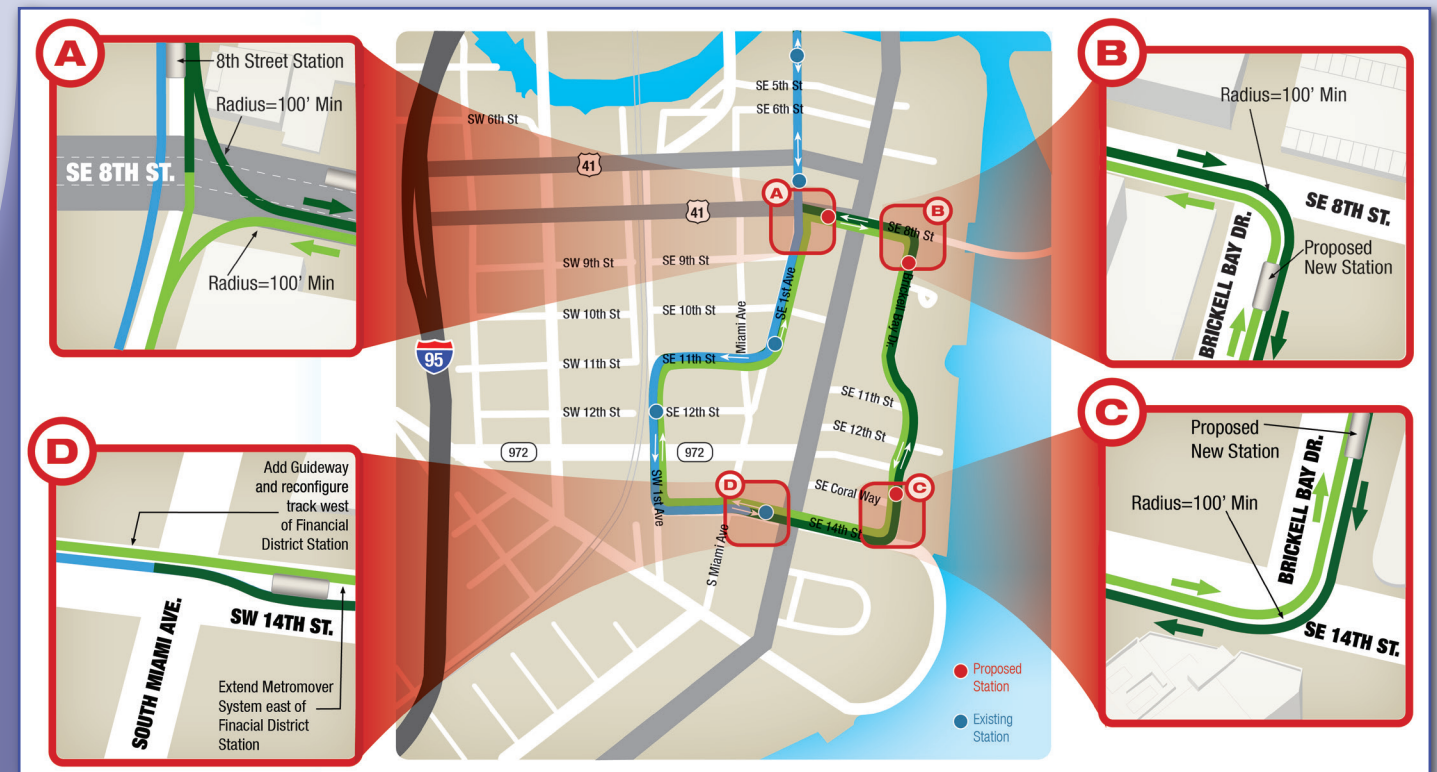 A
8th Street Station
Radius=100' Min
SE 8TH ST.
Radius=100' Min
B
Radius=100' Min
SE 8TH ST.
BRICKELL BAY DR.
Proposed
New Station
SE 5th St
SE 6th St
SW 6th St
41
41
A
B
SE 8th St
SW 9th St
SE 9th St
SE 1st Ave
Brickell Bay Dr.
SW 10th St
SE 10th St
Miami Ave
95
SW 11th St
SE 11th St
SE 11th St
SW 12th St
SE 12th St
SE 12th St
972
972
SW 1st Ave
D
SE Coral Way
C
SE 14th St
S Miami Ave
Proposed
Station
Existing
Station
D
Add Guideway
and reconfigure
track west
of Financial
District Station
SW 14TH ST.
SOUTH MIAMI AVE.
Extend Metromover
System east of
Finacial District
Station
C
Proposed
New Station
BRICKELL BAY DR.
Radius=100' Min
SE 14TH ST.